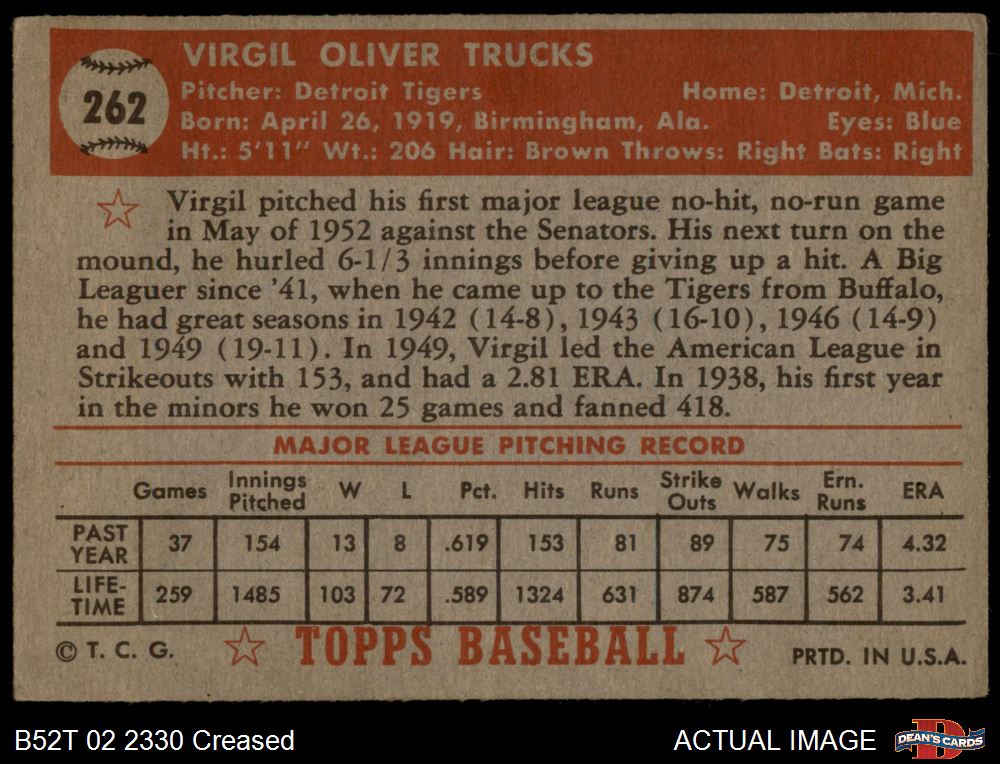 262
VIRGIL OLIVER TRUCKS
Pitcher: Detroit Tigers Home: Detroit, Mich.
Born: April 26, 1919, Birmingham, Ala. Eyes: Blue
Ht.: 5'11" Wt.: 206 Hair: Brown Throws: Right Bats: Right
Virgil pitched his first major league no-hit, no-run game
in May of 1952 against the Senators. His next turn on the
mound, he hurled 6-1/3 innings before giving up a hit. A Big
Leaguer since '41, when he came up to the Tigers from Buffalo,
he had great seasons in 1942 (14-8), 1943 (16-10), 1946 (14-9)
and 1949 (19-11). In 1949, Virgil led the American League in
Strikeouts with 153, and had a 2.81 ERA. In 1938, his first year
in the minors he won 25 games and fanned 418.
MAJOR LEAGUE PITCHING RECORD
Games Innings Pitched W L Pct. Hits Runs Strike Outs Walks Ern. Runs ERA
PAST YEAR 37 154 13 8 .619 153 81 89 75 74 4.32
LIFE-TIME 259 1485 103 72 .589 1324 631 874 587 562 3.41
© T. C. G. TOPPS BASEBALL PRTD. IN U.S.A.
B52T 02 2330 Creased ACTUAL IMAGE DEAN'S CARDS